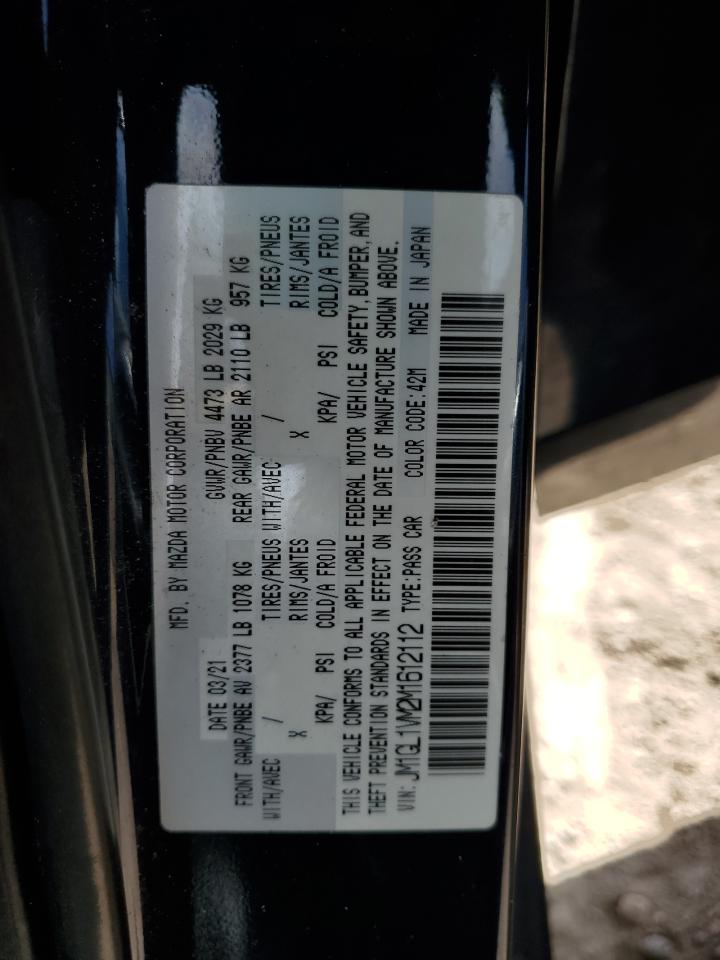 MFD. BY MAZDA MOTOR CORPORATION
DATE 03/21 GVWR/PNBV 4473 LB 2029 KG
FRONT GAWR/PNBE AV 2377 LB 1078 KG REAR GAWR/PNBE AR 2110 LB 957 KG
WITH/AVEC / TIRES/PNEUS WITH/AVEC / TIRES/PNEUS
X RIMS/JANTES X RIMS/JANTES
KPA/ PSI COLD/A FROID KPA/ PSI COLD/A FROID
THIS VEHICLE CONFORMS TO ALL APPLICABLE FEDERAL MOTOR VEHICLE SAFETY,BUMPER,AND
THEFT PREVENTION STANDARDS IN EFFECT ON THE DATE OF MANUFACTURE SHOWN ABOVE.
VIN: JM1GL1VM2M1612112 TYPE:PASS CAR COLOR CODE:42M MADE IN JAPAN